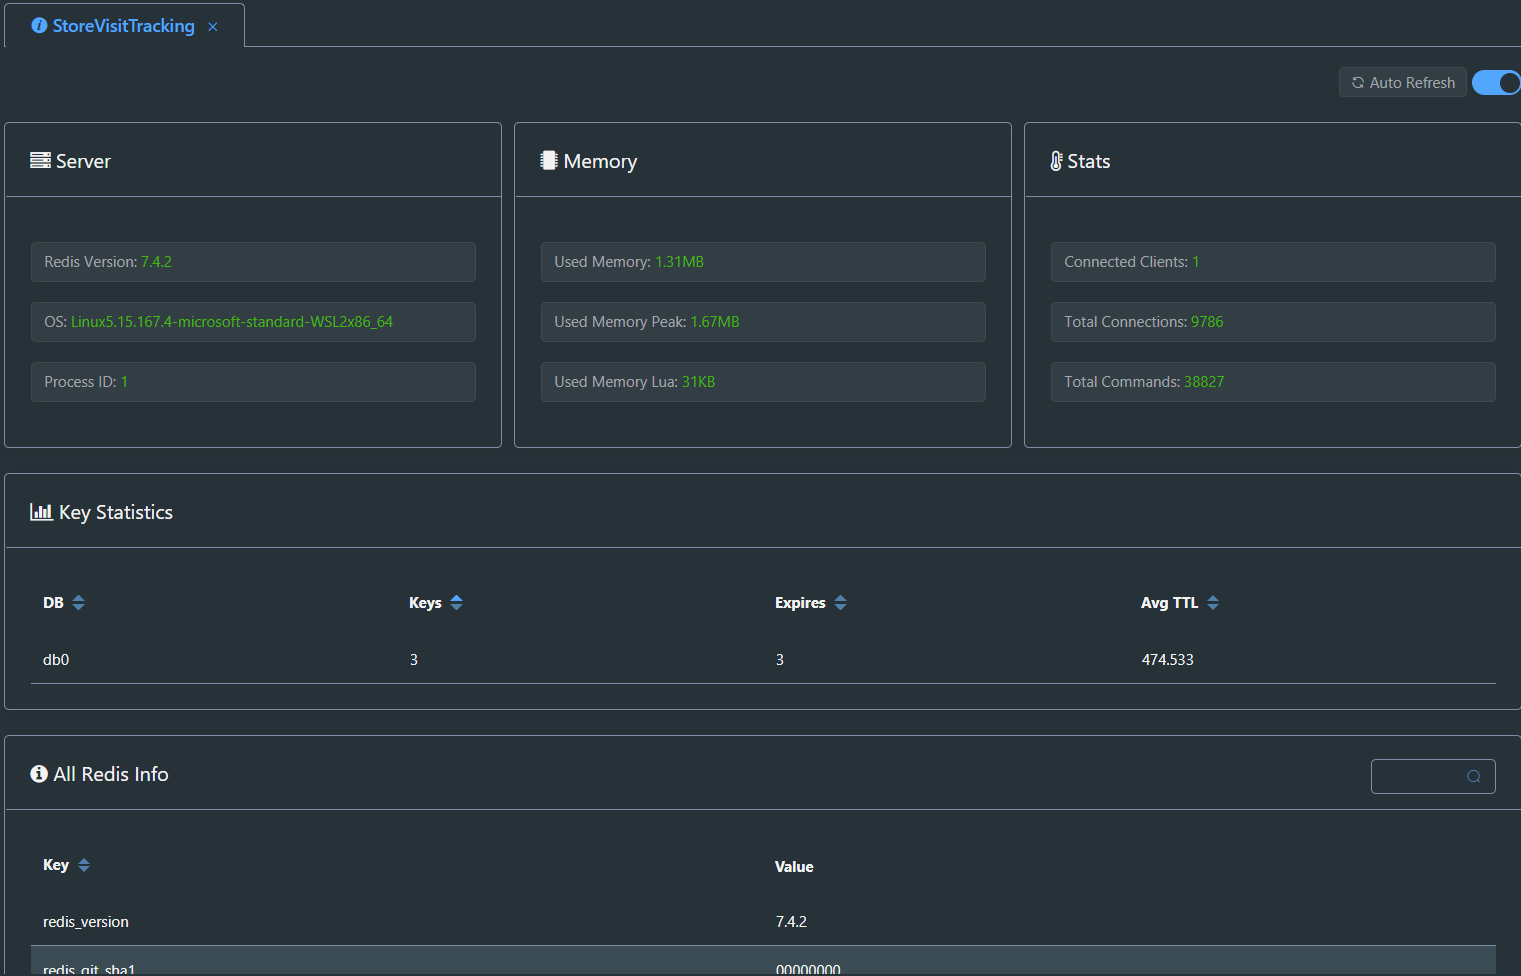 StoreVisitTracking ×
Auto Refresh
Server
Redis Version: 7.4.2
OS: Linux5.15.167.4-microsoft-standard-WSL2x86_64
Process ID: 1
Memory
Used Memory: 1.31MB
Used Memory Peak: 1.67MB
Used Memory Lua: 31KB
Stats
Connected Clients: 1
Total Connections: 9786
Total Commands: 38827
Key Statistics
DB Keys Expires Avg TTL
db0 3 3 474.533
All Redis Info
Key Value
redis_version 7.4.2
redis_git_sha1 00000000